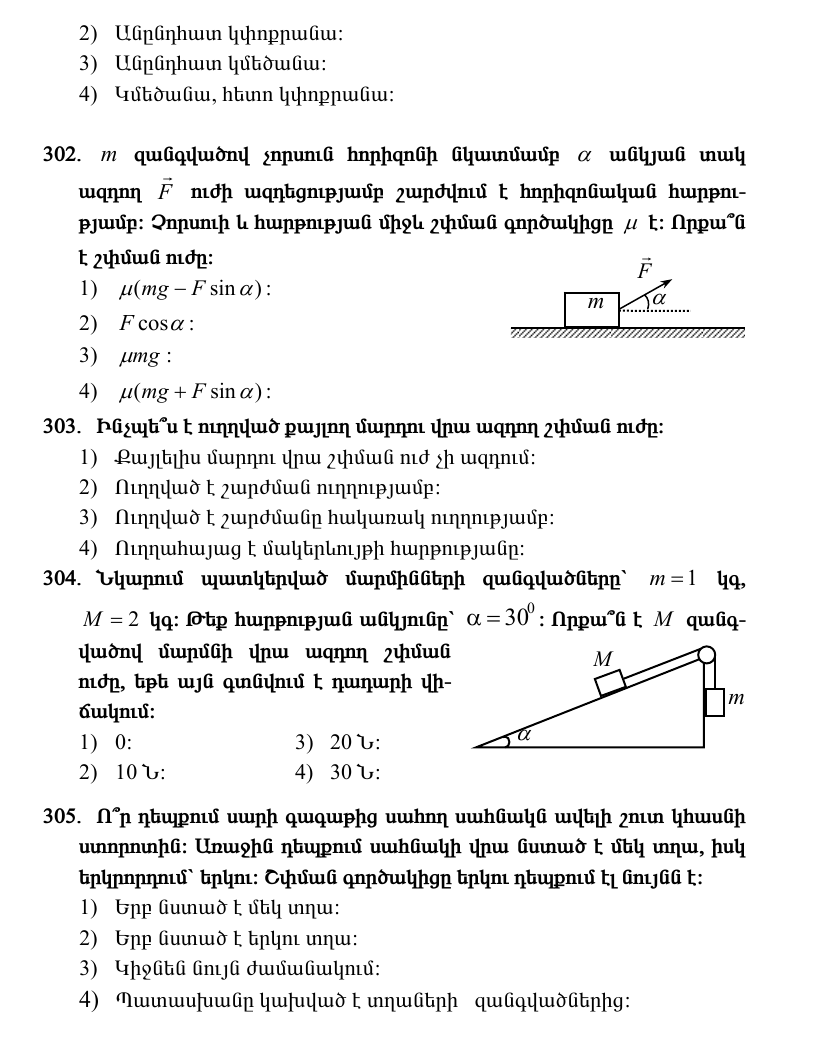 2) Անընդհատ կփոքրանա:
3) Անընդհատ կմեծանա:
4) Կմեծանա, հետո կփոքրանա:
302. m զանգվածով չորսուն հորիզոնի նկատմամբ α անկյան տակ
ազդող F⃗ ուժի ազդեցությամբ շարժվում է հորիզոնական հարթու-
թյամբ: Չորսուի և հարթության միջև շփման գործակիցը μ է: Որքա՞ն
է շփման ուժը:
1) μ(mg − F sin α):
2) F cos α:
3) μmg :
4) μ(mg + F sin α):
F⃗
m
α
303. Ինչպե՞ս է ուղղված քայլող մարդու վրա ազդող շփման ուժը:
1) Քայլելիս մարդու վրա շփման ուժ չի ազդում:
2) Ուղղված է շարժման ուղղությամբ:
3) Ուղղված է շարժմանը հակառակ ուղղությամբ:
4) Ուղղահայաց է մակերևույթի հարթությանը:
304. Նկարում պատկերված մարմինների զանգվածները՝ m = 1 կգ,
M = 2 կգ: Թեք հարթության անկյունը՝ α = 30⁰ : Որքա՞ն է M զանգ-
վածով մարմնի վրա ազդող շփման
ուժը, եթե այն գտնվում է դադարի վի-
ճակում:
1) 0: 3) 20 Ն:
2) 10 Ն: 4) 30 Ն:
M
m
α
305. Ո՞ր դեպքում սարի գագաթից սահող սահնակն ավելի շուտ կհասնի
ստորոտին: Առաջին դեպքում սահնակի վրա նստած է մեկ տղա, իսկ
երկրորդում՝ երկու: Շփման գործակիցը երկու դեպքում էլ նույնն է:
1) Երբ նստած է մեկ տղա:
2) Երբ նստած է երկու տղա:
3) Կիջնեն նույն ժամանակում:
4) Պատասխանը կախված է տղաների զանգվածներից: